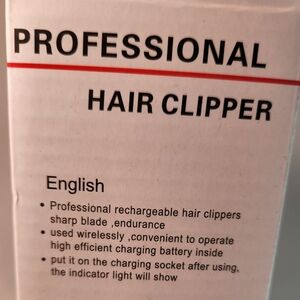 PROFESSIONAL
HAIR CLIPPER
English
• Professional rechargeable hair clippers
sharp blade ,endurance
• used wirelessly ,convenient to operate
high efficient charging battery inside
• put it on the charging socket after using,
the indicator light will show